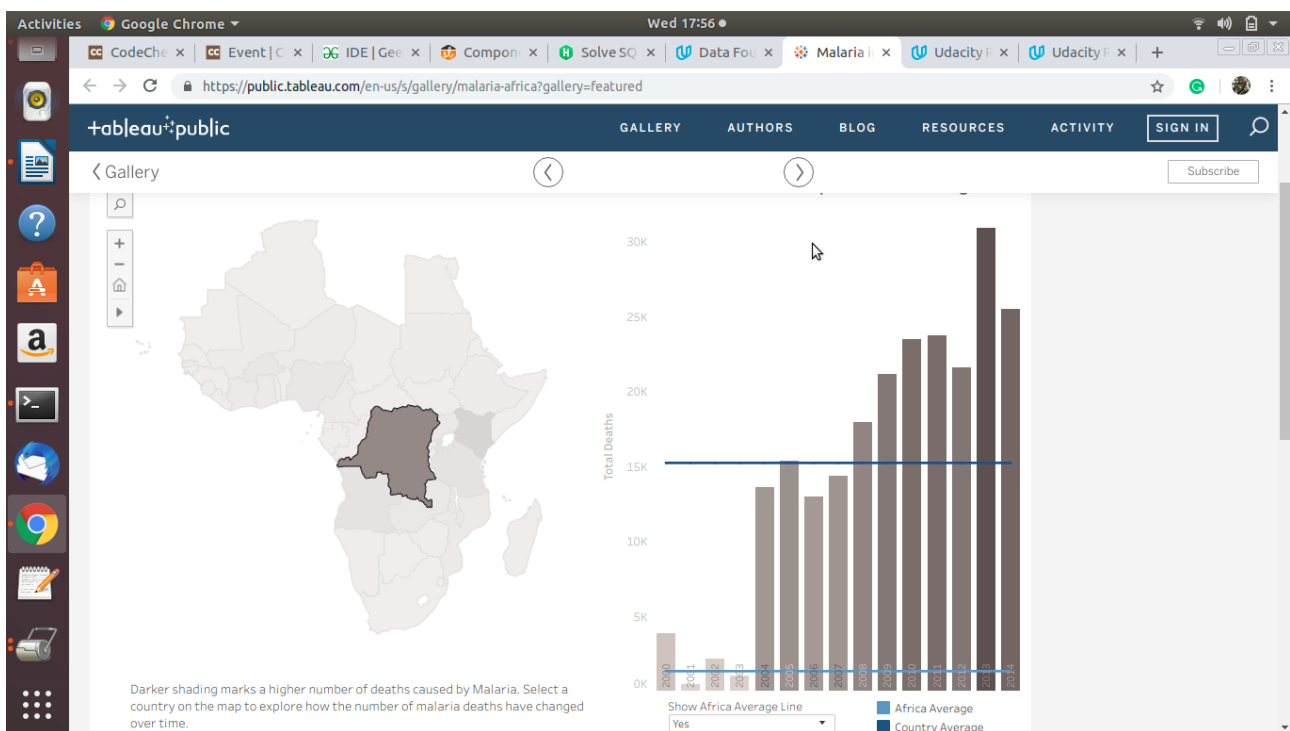 Activities Google Chrome Wed 17:56
CodeChe Event | C IDE | Gee Compon Solve SQ Data Fou Malaria i Udacity P Udacity P
https://public.tableau.com/en-us/s/gallery/malaria-africa?gallery=featured
+ableau public GALLERY AUTHORS BLOG RESOURCES ACTIVITY SIGN IN
Gallery Subscribe
30K
25K
20K
15K
10K
5K
0K
Total Deaths
2000 2001 2002 2003 2004 2005 2006 2007 2008 2009 2010 2011 2012 2013 2014
Darker shading marks a higher number of deaths caused by Malaria. Select a
country on the map to explore how the number of malaria deaths have changed
over time.
Show Africa Average Line
Yes
Africa Average
Country Average